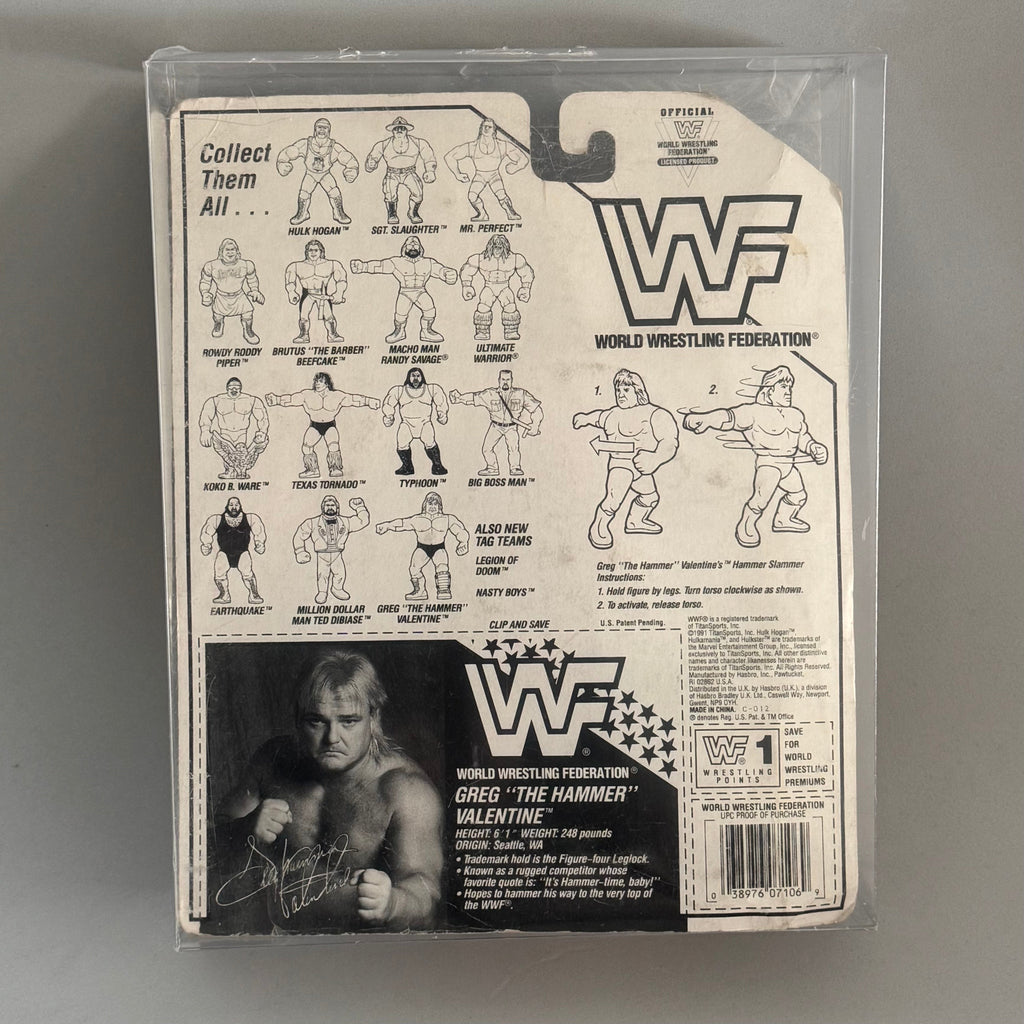 Collect
Them
All . . .
HULK HOGAN™
SGT. SLAUGHTER™
MR. PERFECT™
OFFICIAL
WF
WORLD WRESTLING
FEDERATION
LICENSED PRODUCT
WF®
WORLD WRESTLING FEDERATION®
ROWDY RODDY
PIPER™
BRUTUS "THE BARBER"
BEEFCAKE™
MACHO MAN
RANDY SAVAGE®
ULTIMATE
WARRIOR®
KOKO B. WARE™
TEXAS TORNADO™
TYPHOON™
BIG BOSS MAN™
EARTHQUAKE™
MILLION DOLLAR
MAN TED DIBIASE™
GREG "THE HAMMER"
VALENTINE™
ALSO NEW
TAG TEAMS
LEGION OF
DOOM™
NASTY BOYS™
1.
2.
Greg "The Hammer" Valentine's™ Hammer Slammer
Instructions:
1. Hold figure by legs. Turn torso clockwise as shown.
2. To activate, release torso.
U.S. Patent Pending.
CLIP AND SAVE
WWF® is a registered trademark
of TitanSports, Inc.
©1991 TitanSports, Inc. Hulk Hogan™,
Hulkamania™, and Hulkster™ are trademarks of
the Marvel Entertainment Group, Inc., licensed
exclusively to TitanSports, Inc. All other distinctive
names and character likenesses herein are
trademarks of TitanSports, Inc. All Rights Reserved.
Manufactured by Hasbro, Inc., Pawtucket,
RI 02862 U.S.A.
Distributed in the U.K. by Hasbro (U.K.), a division
of Hasbro Bradley U.K. Ltd., Caswell Way, Newport,
Gwent, NP9 0YH.
MADE IN CHINA. C-012
® denotes Reg. U.S. Pat. & TM Office
WF®
WORLD WRESTLING FEDERATION®
GREG "THE HAMMER"
VALENTINE™
HEIGHT: 6'1" WEIGHT: 248 pounds
ORIGIN: Seattle, WA
• Trademark hold is the Figure-four Leglock.
• Known as a rugged competitor whose
favorite quote is: "It's Hammer-time, baby!"
• Hopes to hammer his way to the very top of
the WWF®.
WF® 1
WRESTLING
POINTS
SAVE
FOR
WORLD
WRESTLING
PREMIUMS
WORLD WRESTLING FEDERATION
UPC PROOF OF PURCHASE
0 38976 07106 9